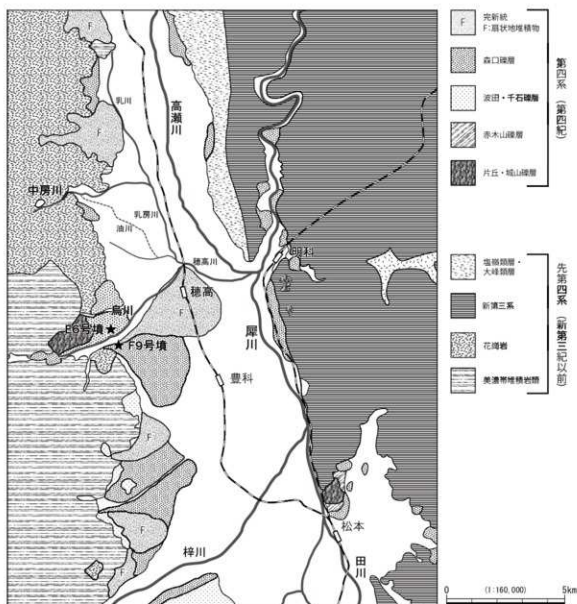 乳川
高瀬川
中房川
乳房川
油川
穂高川
明科
穂高
烏川
E6号墳★
★F9号墳
犀川
豊科
梓川
松本
田川
F
F
F
F
F
F
完新統
F:扇状地堆積物
森口礫層
波田・千石礫層
赤木山礫層
片丘・城山礫層
第四系(第四紀)
塩嶺類層・
大峰類層
新第三系
花崗岩
美濃帯堆積岩類
先第四系(新第三紀以前)
0 (1:160,000) 5km